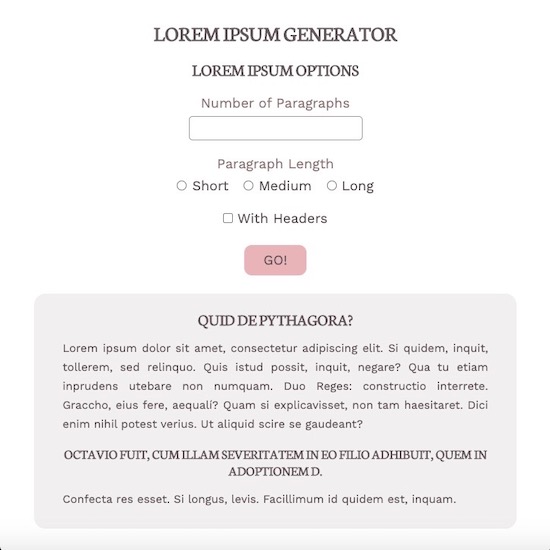 LOREM IPSUM GENERATOR
LOREM IPSUM OPTIONS
Number of Paragraphs
Paragraph Length
Short Medium Long
With Headers
GO!
QUID DE PYTHAGORA?
Lorem ipsum dolor sit amet, consectetur adipiscing elit. Si quidem, inquit,
tollerem, sed relinquo. Quis istud possit, inquit, negare? Qua tu etiam
inprudens utebare non numquam. Duo Reges: constructio interrete.
Graccho, eius fere, aequalí? Quam si explicavisset, non tam haesitaret. Dici
enim nihil potest verius. Ut aliquid scire se gaudeant?
OCTAVIO FUIT, CUM ILLAM SEVERITATEM IN EO FILIO ADHIBUIT, QUEM IN
ADOPTIONEM D.
Confecta res esset. Si longus, levis. Facillimum id quidem est, inquam.